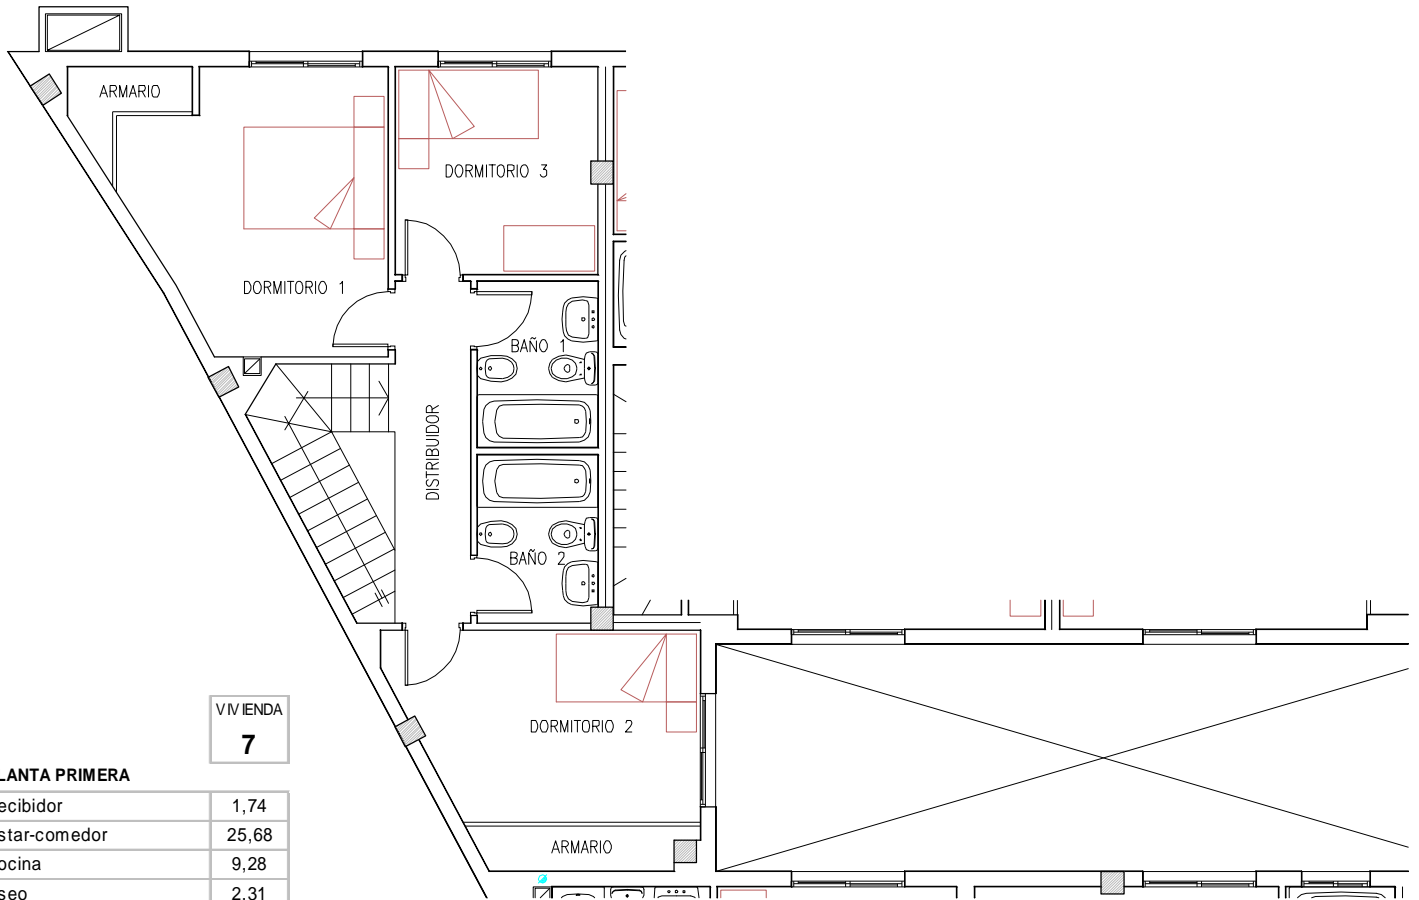 ARMARIO
DORMITORIO 3
DORMITORIO 1
BAÑO 1
DISTRIBUIDOR
BAÑO 2
DORMITORIO 2
ARMARIO
VIVIENDA
7
LANTA PRIMERA
ecibidor 1,74
star-comedor 25,68
ocina 9,28
seo 2,31